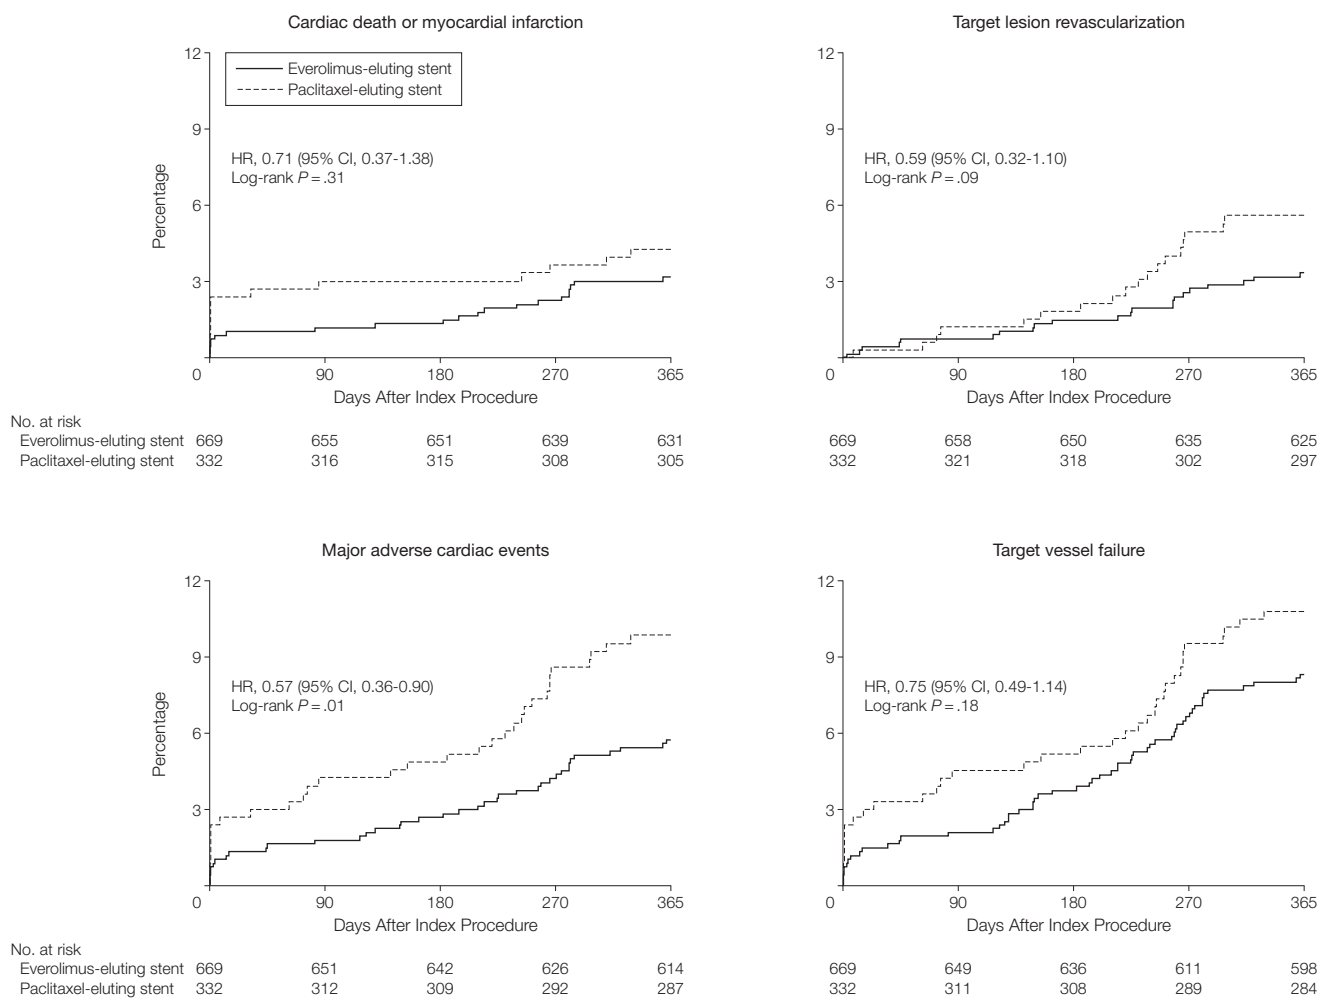 Cardiac death or myocardial infarction
12
9
6
3
Percentage
Everolimus-eluting stent
Paclitaxel-eluting stent
HR, 0.71 (95% CI, 0.37-1.38)
Log-rank P = .31
0 90 180 270 365
Days After Index Procedure
No. at risk
Everolimus-eluting stent 669 655 651 639 631
Paclitaxel-eluting stent 332 316 315 308 305
Target lesion revascularization
12
9
6
3
HR, 0.59 (95% CI, 0.32-1.10)
Log-rank P = .09
0 90 180 270 365
Days After Index Procedure
669 658 650 635 625
332 321 318 302 297
Major adverse cardiac events
12
9
6
3
Percentage
HR, 0.57 (95% CI, 0.36-0.90)
Log-rank P = .01
0 90 180 270 365
Days After Index Procedure
No. at risk
Everolimus-eluting stent 669 651 642 626 614
Paclitaxel-eluting stent 332 312 309 292 287
Target vessel failure
12
9
6
3
HR, 0.75 (95% CI, 0.49-1.14)
Log-rank P = .18
0 90 180 270 365
Days After Index Procedure
669 649 636 611 598
332 311 308 289 284